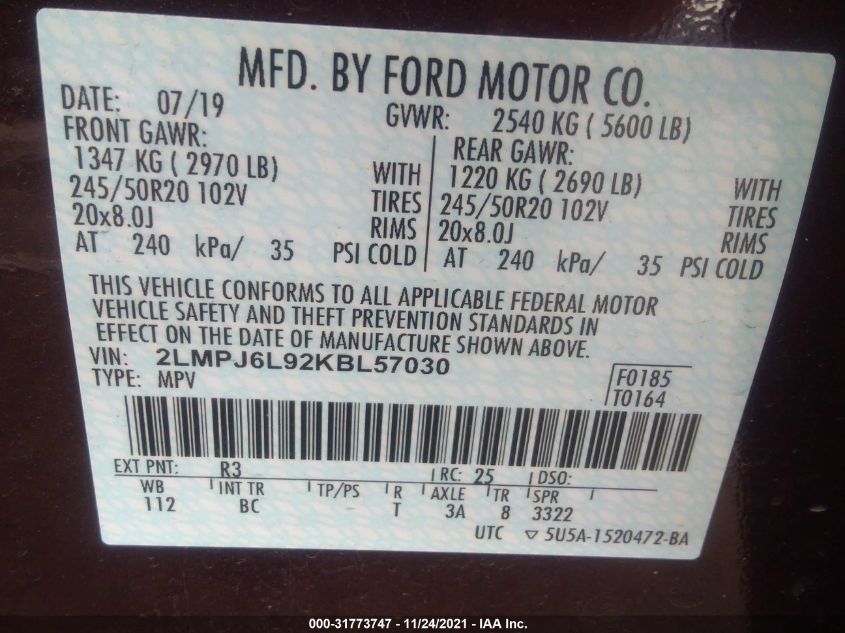 MFD. BY FORD MOTOR CO.
DATE: 07/19
GVWR: 2540 KG ( 5600 LB)
FRONT GAWR:
1347 KG ( 2970 LB) WITH
245/50R20 102V TIRES
20x8.0J RIMS
AT 240 kPa/ 35 PSI COLD
REAR GAWR:
1220 KG ( 2690 LB) WITH
245/50R20 102V TIRES
20x8.0J RIMS
AT 240 kPa/ 35 PSI COLD
THIS VEHICLE CONFORMS TO ALL APPLICABLE FEDERAL MOTOR
VEHICLE SAFETY AND THEFT PREVENTION STANDARDS IN
EFFECT ON THE DATE OF MANUFACTURE SHOWN ABOVE.
VIN: 2LMPJ6L92KBL57030
TYPE: MPV
F0185
T0164
EXT PNT: R3 RC: 25 DSO:
WB INT TR TP/PS R AXLE TR SPR
112 BC T 3A 8 3322
UTC ▽ 5U5A-1520472-BA
000-31773747 - 11/24/2021 - IAA Inc.